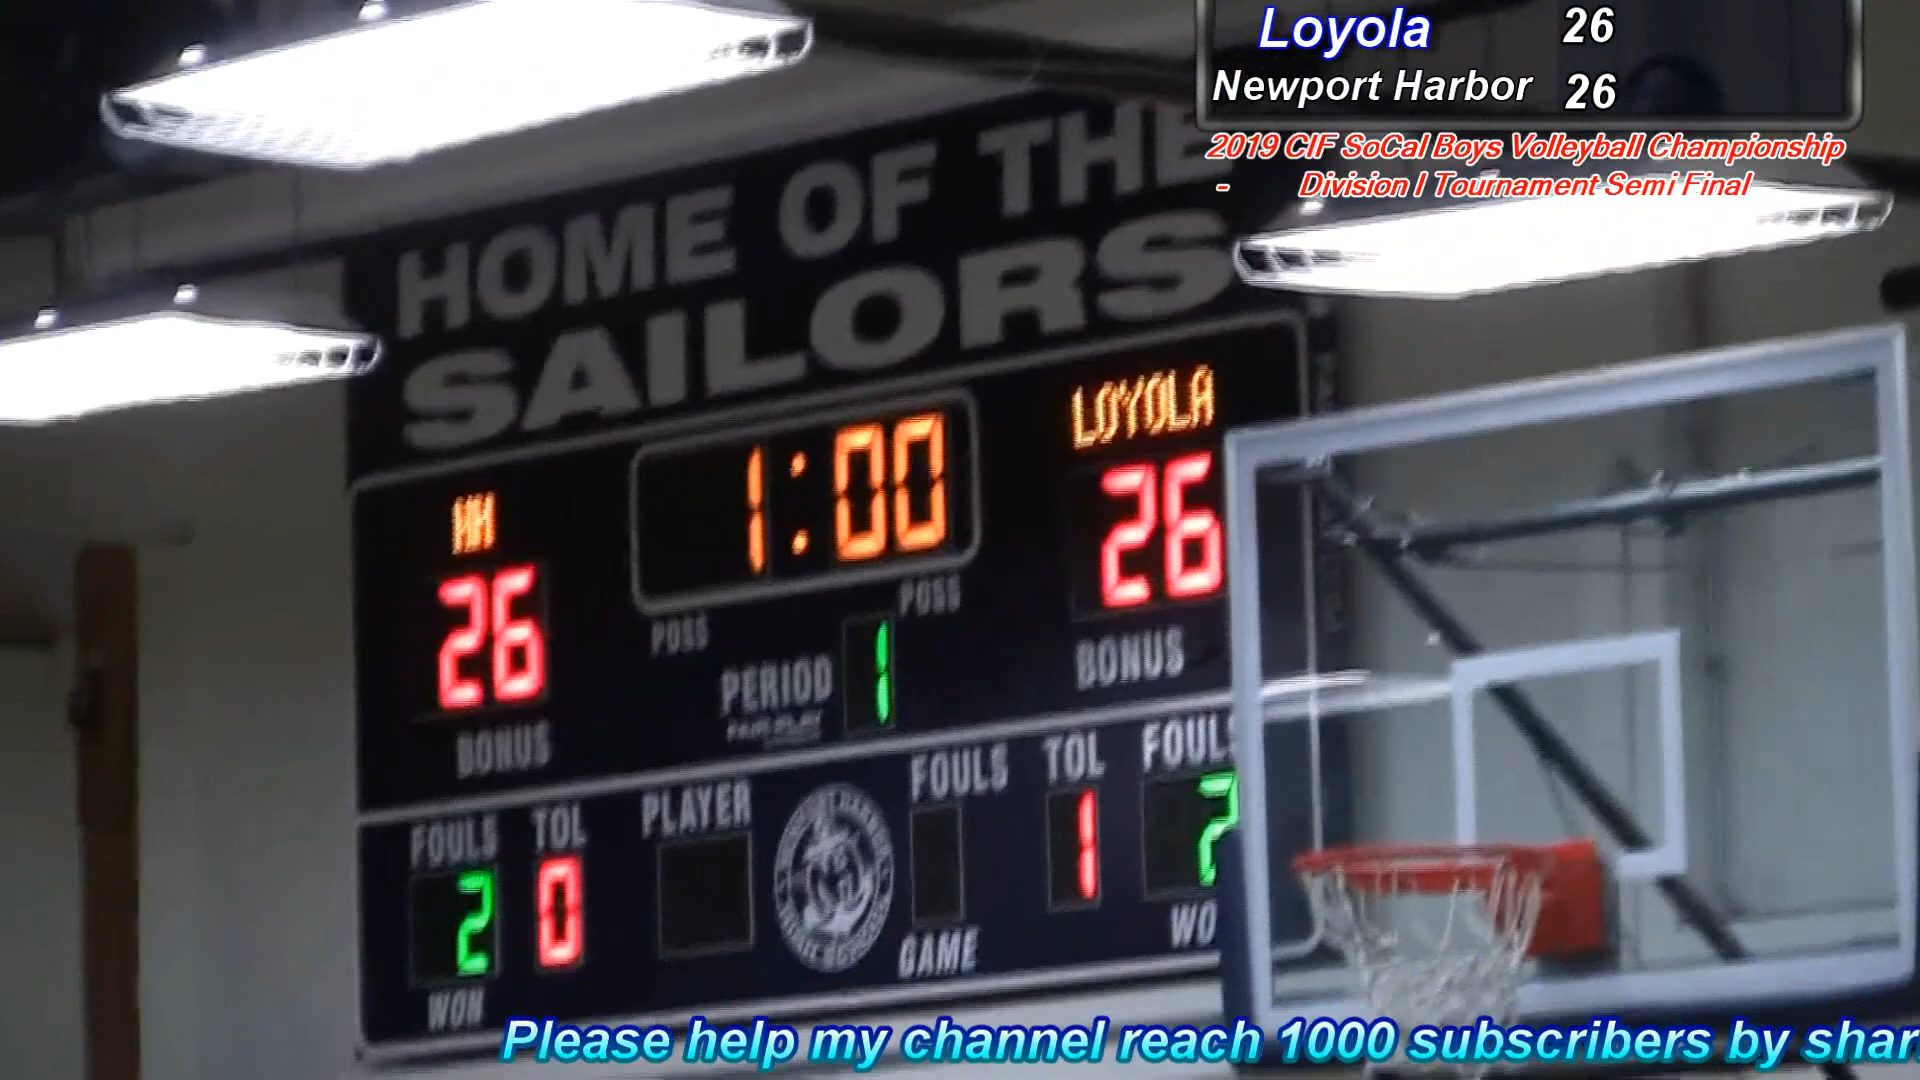 Loyola 26
Newport Harbor 26
2019 CIF SoCal Boys Volleyball Championship
- Division I Tournament Semi Final
HOME OF THE
SAILORS
LOYOLA
1:00
26
26
POSS
POSS
PERIOD 1
BONUS
BONUS
FOULS TOL PLAYER FOULS TOL FOULS
2 0 1 2
WON GAME WO
Please help my channel reach 1000 subscribers by shar